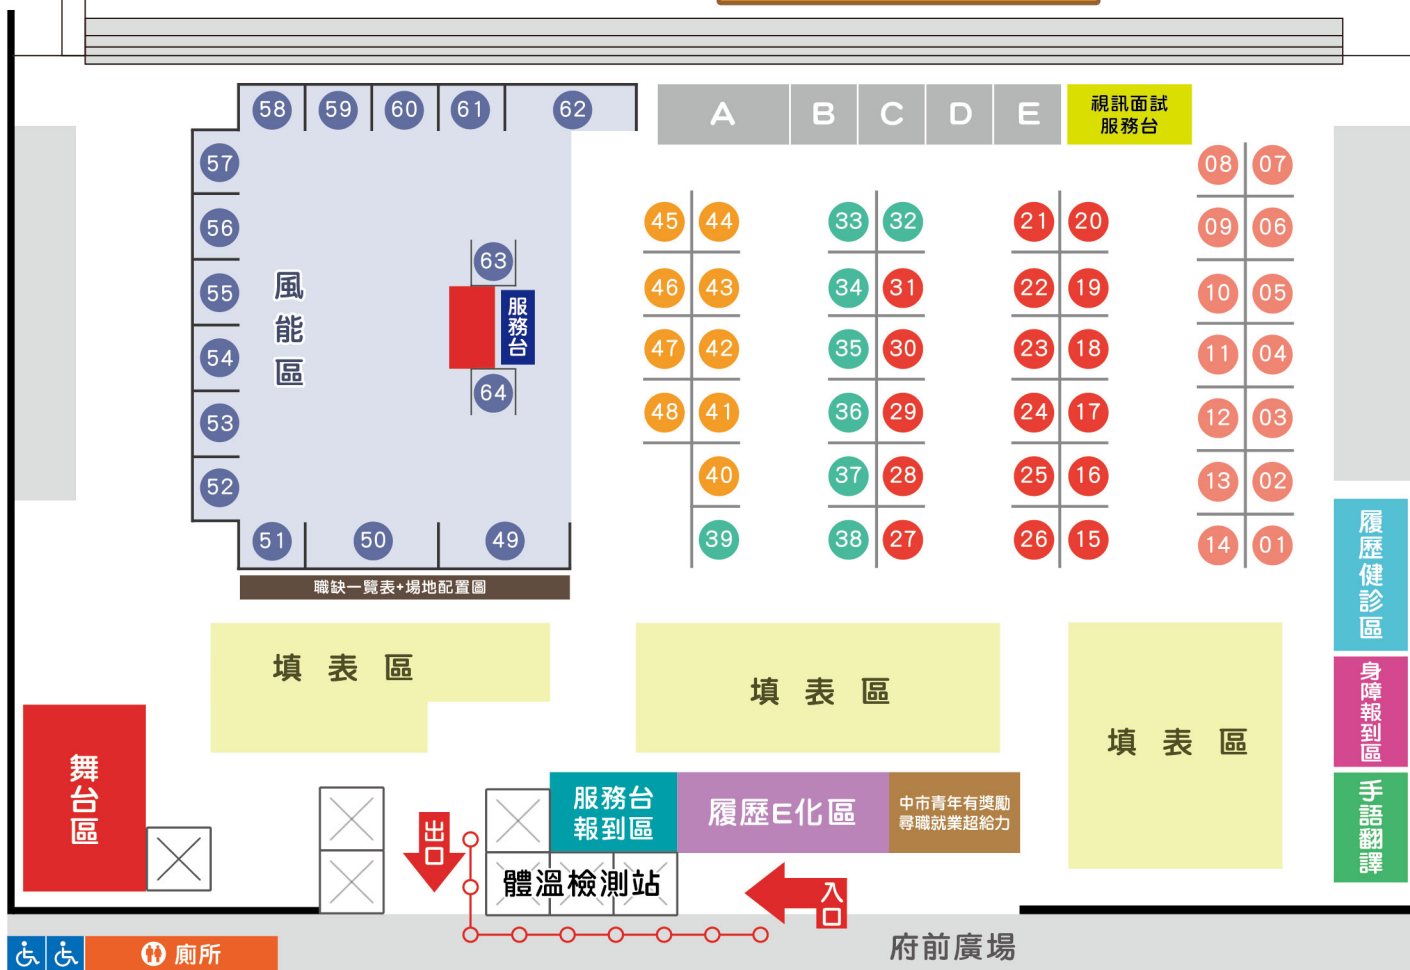 58 59 60 61 62
A B C D E
視訊面試
服務台
57
56
55
54
53
52
51 50 49
風能區
63
服務台
64
職缺一覽表+場地配置圖
45 44
46 43
47 42
48 41
40
39
33 32
34 31
35 30
36 29
37 28
38 27
21 20
22 19
23 18
24 17
25 16
26 15
08 07
09 06
10 05
11 04
12 03
13 02
14 01
履歷健診區
身障報到區
手語翻譯
填表區
填表區
填表區
舞台區
出口
服務台
報到區
履歷E化區
中市青年有獎勵
尋職就業超給力
體溫檢測站
入口
廁所
府前廣場